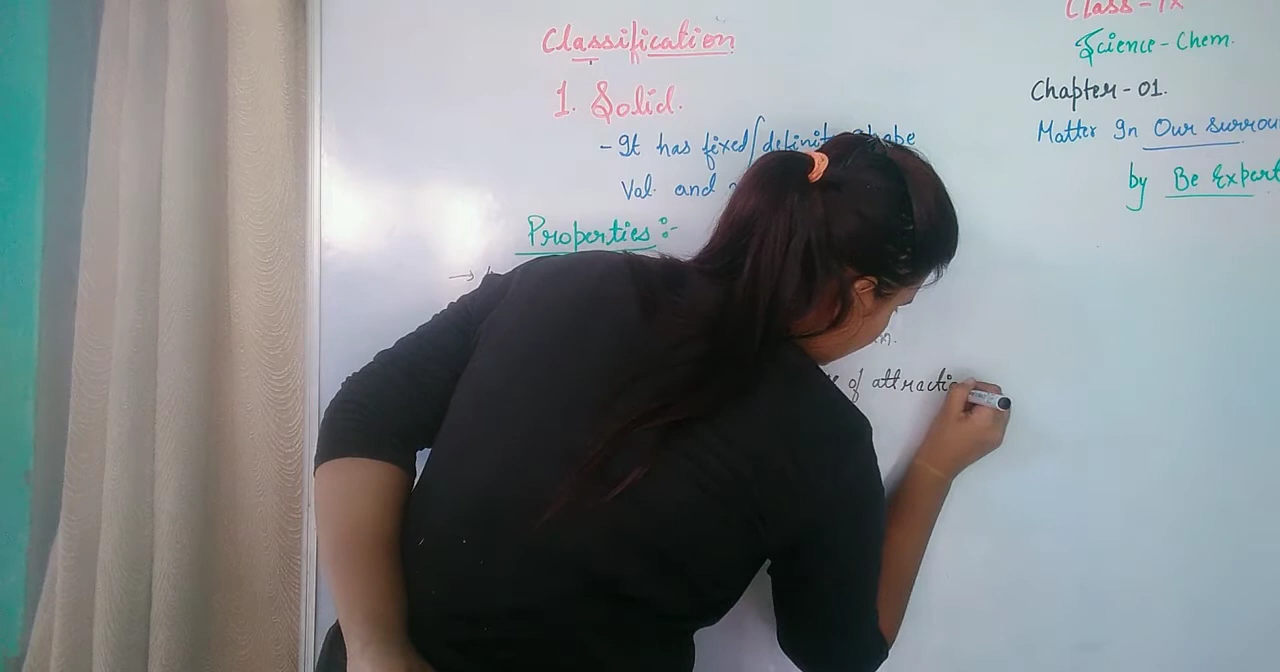 Classification
1. Solid.
- It has fixed/definite shape
Vol. and
Properties :-
→
of attractio
Class - IX
Science - Chem.
Chapter - 01.
Matter In Our surrou
by Be Expert